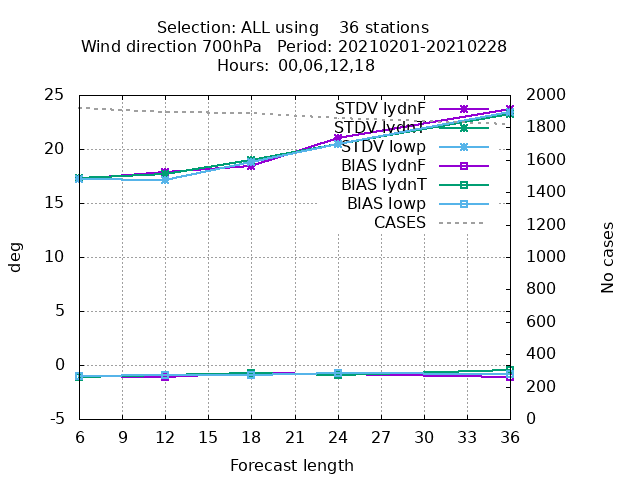 Selection: ALL using    36 stations
Wind direction 700hPa   Period: 20210201-20210228
Hours: 00,06,12,18
25
20
15
10
5
0
-5
deg
2000
1800
1600
1400
1200
1000
800
600
400
200
0
No cases
STDV lydnF
STDV lydnT
STDV lowp
BIAS lydnF
BIAS lydnT
BIAS lowp
CASES
6 9 12 15 18 21 24 27 30 33 36
Forecast length